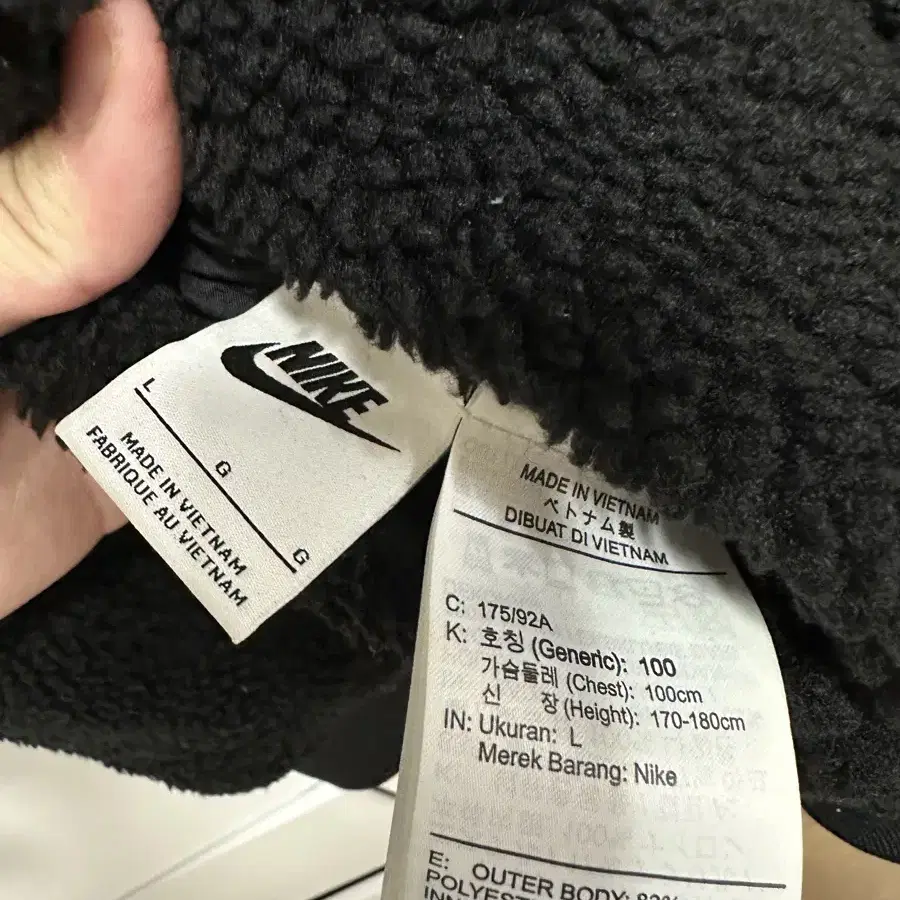 NIKE
L
G
G
MADE IN VIETNAM
FABRIQUE AU VIETNAM
MADE IN VIETNAM
ベトナム製
DIBUAT DI VIETNAM
C: 175/92A
K: 호칭 (Generic): 100
가슴둘레 (Chest): 100cm
신 장 (Height): 170-180cm
IN: Ukuran: L
Merek Barang: Nike
E: OUTER BODY: 82%